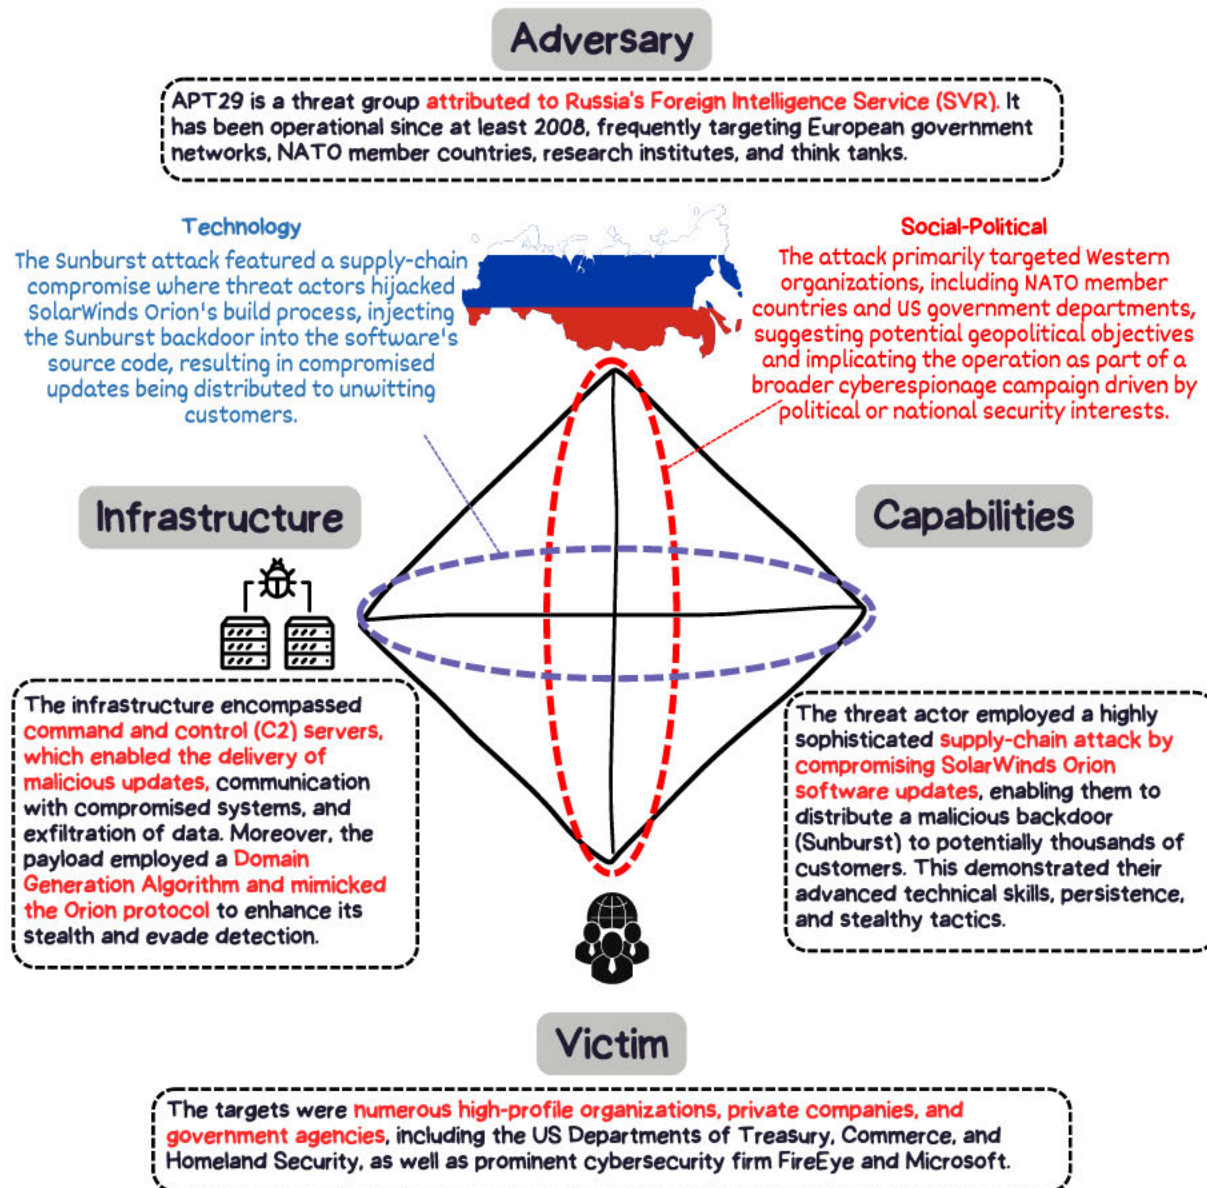 Adversary
APT29 is a threat group attributed to Russia's Foreign Intelligence Service (SVR). It
has been operational since at least 2008, frequently targeting European government
networks, NATO member countries, research institutes, and think tanks.
Technology
The Sunburst attack featured a supply-chain
compromise where threat actors hijacked
SolarWinds Orion's build process, injecting
the Sunburst backdoor into the software's
source code, resulting in compromised
updates being distributed to unwitting
customers.
Social-Political
The attack primarily targeted Western
organizations, including NATO member
countries and US government departments,
suggesting potential geopolitical objectives
and implicating the operation as part of a
broader cyberespionage campaign driven by
political or national security interests.
Infrastructure
Capabilities
The infrastructure encompassed
command and control (C2) servers,
which enabled the delivery of
malicious updates, communication
with compromised systems, and
exfiltration of data. Moreover, the
payload employed a Domain
Generation Algorithm and mimicked
the Orion protocol to enhance its
stealth and evade detection.
The threat actor employed a highly
sophisticated supply-chain attack by
compromising SolarWinds Orion
software updates, enabling them to
distribute a malicious backdoor
(Sunburst) to potentially thousands of
customers. This demonstrated their
advanced technical skills, persistence,
and stealthy tactics.
Victim
The targets were numerous high-profile organizations, private companies, and
government agencies, including the US Departments of Treasury, Commerce, and
Homeland Security, as well as prominent cybersecurity firm FireEye and Microsoft.